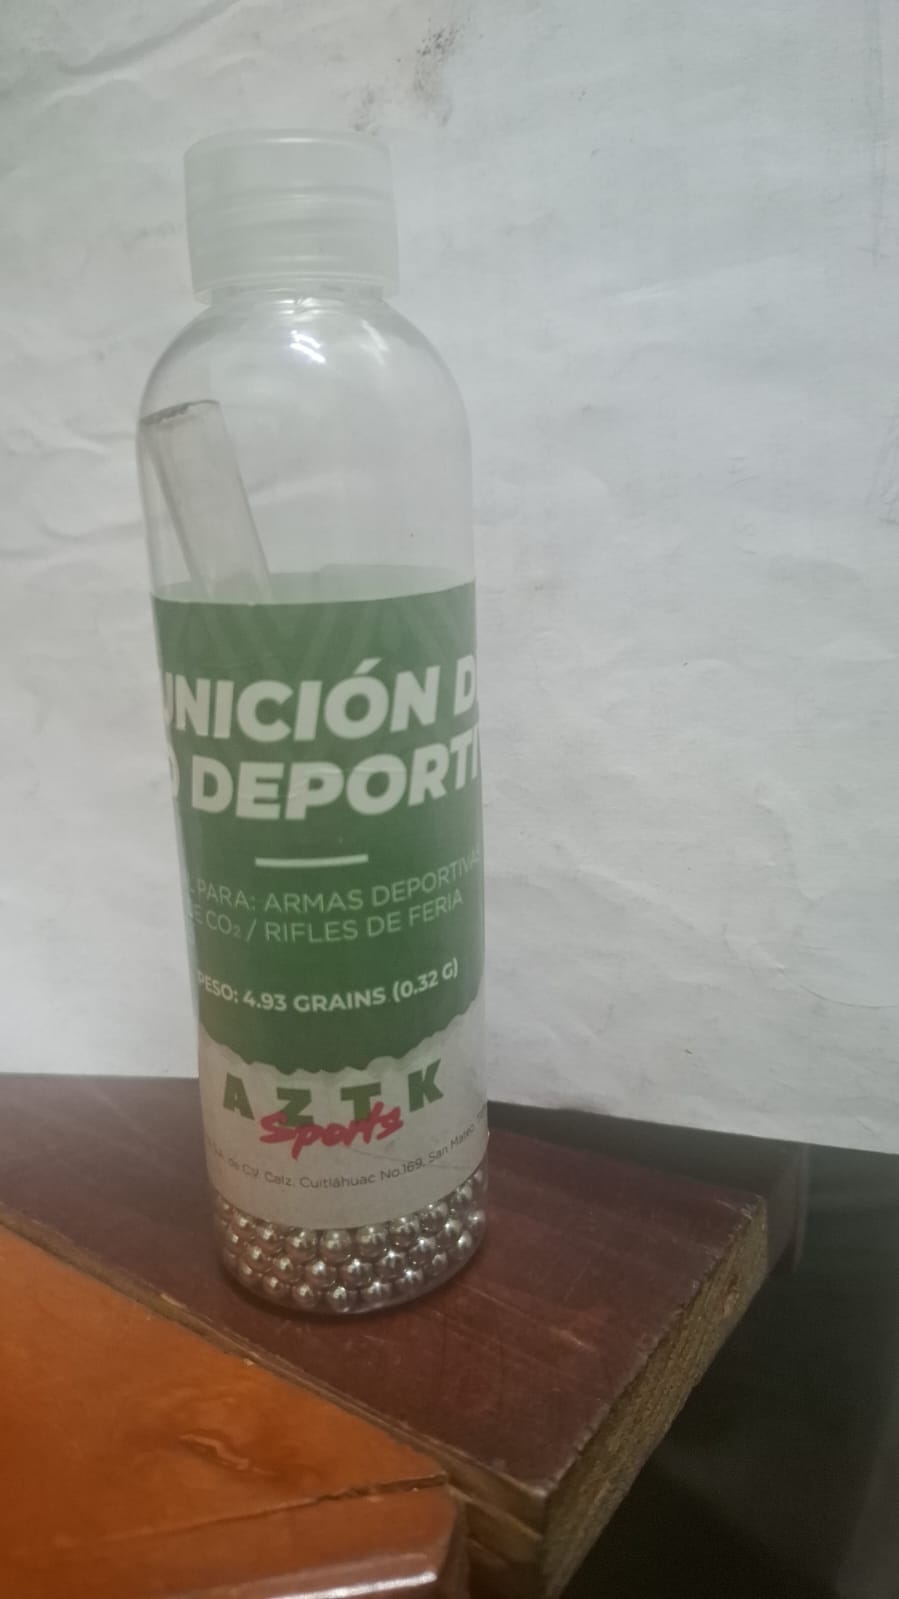 UNICIÓN D
O DEPORTI
PARA: ARMAS DEPORTIVAS
DE CO₂ / RIFLES DE FERIA
PESO: 4.93 GRAINS (0.32 G)
AZTK
Sports
S.A. de C.V. Calz. Cuitláhuac No.169, San Mateo,